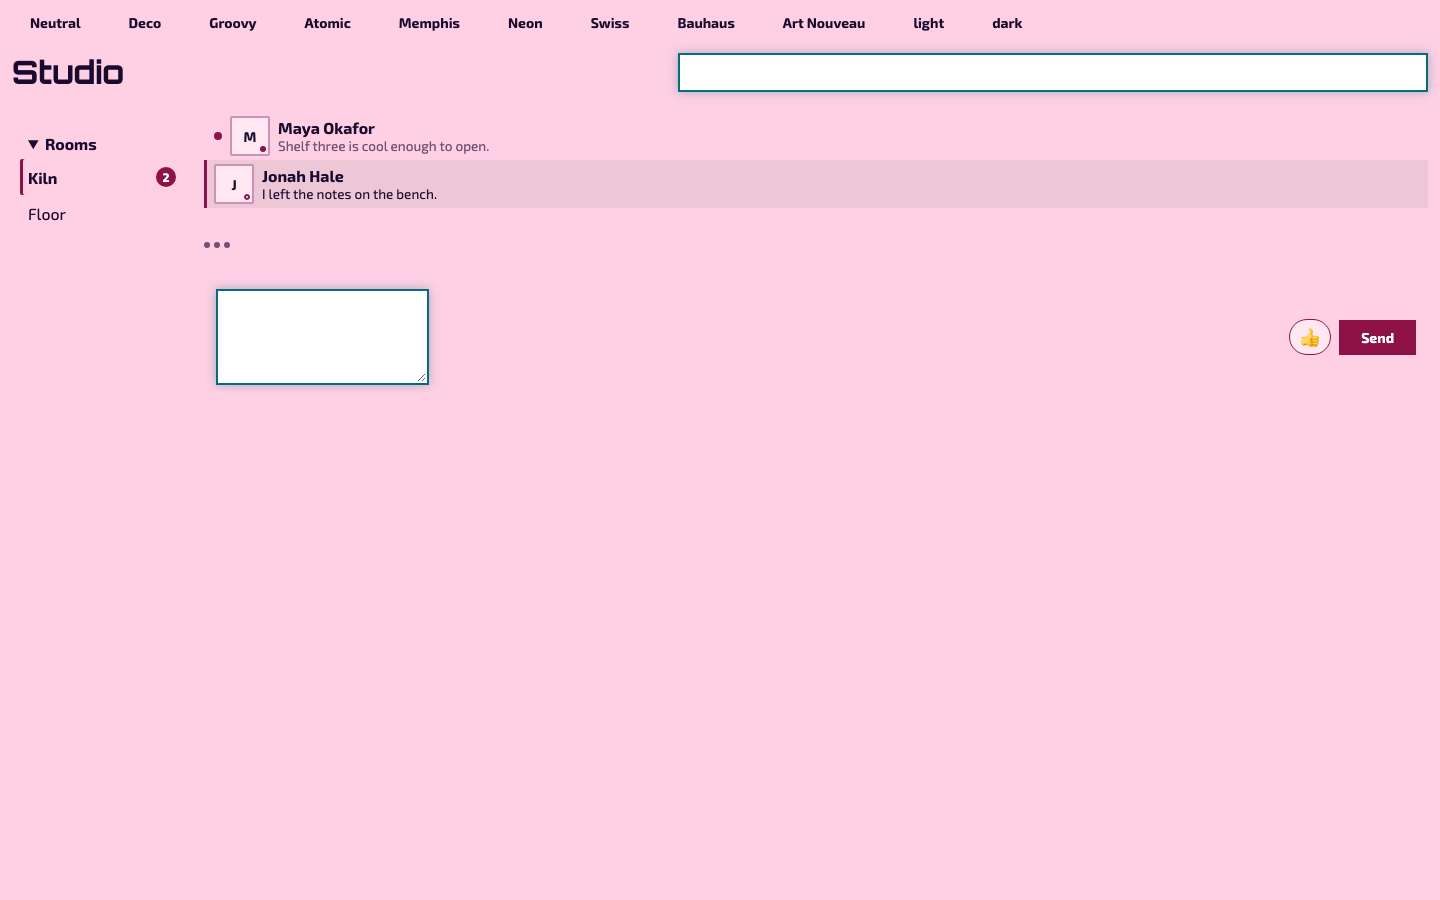 Neutral Deco Groovy Atomic Memphis Neon Swiss Bauhaus Art Nouveau light dark
Studio
▼ Rooms
Kiln 2
Floor
M Maya Okafor
Shelf three is cool enough to open.
J Jonah Hale
I left the notes on the bench.
👍 Send